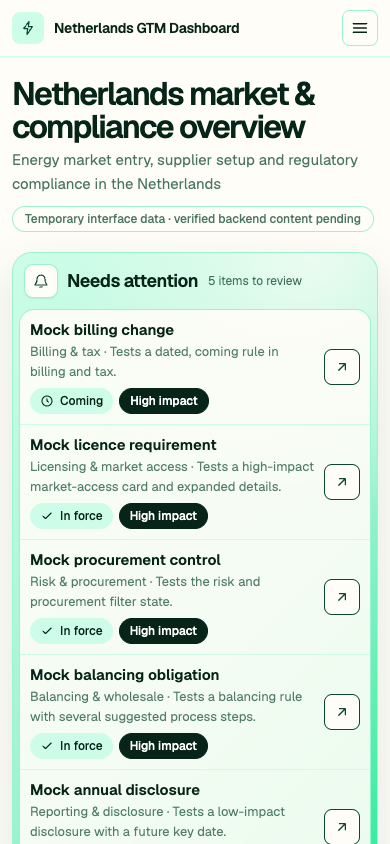 Netherlands GTM Dashboard
Netherlands market &
compliance overview
Energy market entry, supplier setup and regulatory
compliance in the Netherlands
Temporary interface data · verified backend content pending
Needs attention 5 items to review
Mock billing change
Billing & tax · Tests a dated, coming rule in
billing and tax.
Coming High impact
Mock licence requirement
Licensing & market access · Tests a high-impact
market-access card and expanded details.
In force High impact
Mock procurement control
Risk & procurement · Tests the risk and
procurement filter state.
In force High impact
Mock balancing obligation
Balancing & wholesale · Tests a balancing rule
with several suggested process steps.
In force High impact
Mock annual disclosure
Reporting & disclosure · Tests a low-impact
disclosure with a future key date.